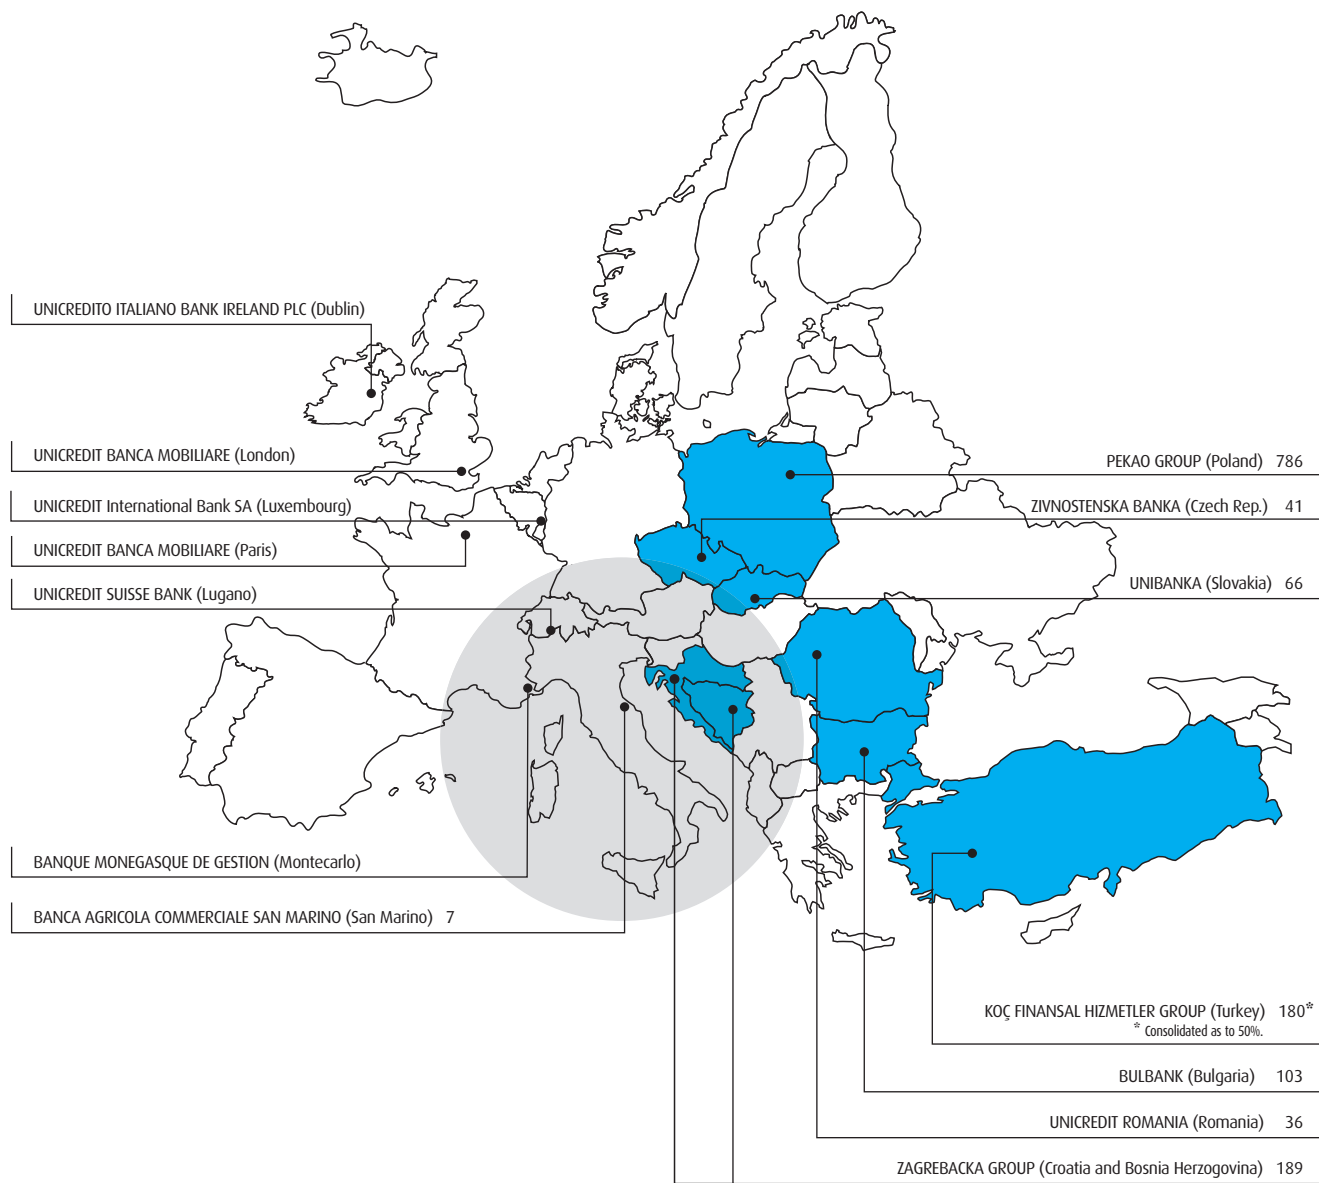 UNICREDITO ITALIANO BANK IRELAND PLC (Dublin)
UNICREDIT BANCA MOBILIARE (London)
UNICREDIT International Bank SA (Luxembourg)
UNICREDIT BANCA MOBILIARE (Paris)
UNICREDIT SUISSE BANK (Lugano)
BANQUE MONEGASQUE DE GESTION (Montecarlo)
BANCA AGRICOLA COMMERCIALE SAN MARINO (San Marino) 7
PEKAO GROUP (Poland) 786
ZIVNOSTENSKA BANKA (Czech Rep.) 41
UNIBANKA (Slovakia) 66
KOÇ FINANSAL HIZMETLER GROUP (Turkey) 180*
* Consolidated as to 50%.
BULBANK (Bulgaria) 103
UNICREDIT ROMANIA (Romania) 36
ZAGREBACKA GROUP (Croatia and Bosnia Herzogovina) 189